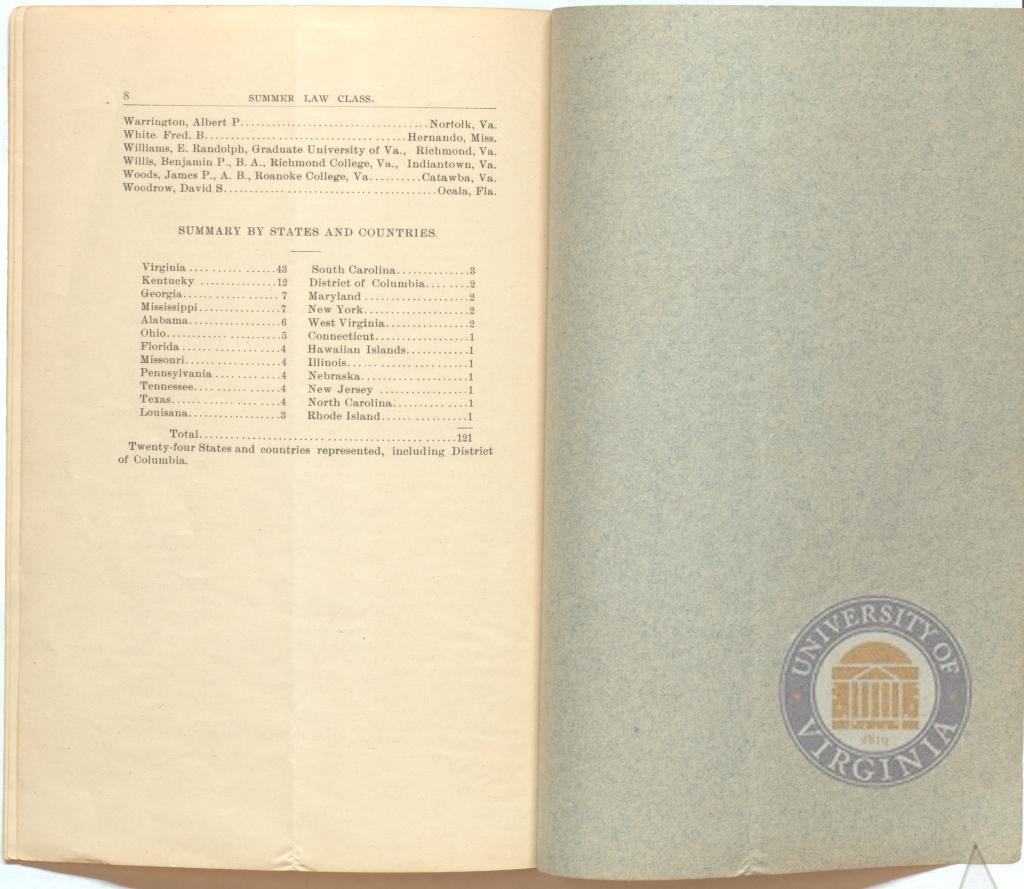 8 SUMMER LAW CLASS.
Warrington, Albert P..................................Norfolk, Va.
White. Fred. B....................................Hernando, Miss.
Williams, E. Randolph, Graduate University of Va., Richmond, Va.
Willis, Benjamin P., B. A., Richmond College, Va., Indiantown, Va.
Woods, James P., A. B., Roanoke College, Va..........Catawba, Va.
Woodrow, David S......................................Ocala, Fla.
SUMMARY BY STATES AND COUNTRIES.
Virginia .................43
Kentucky ..............12
Georgia................... 7
Mississippi................7
Alabama..................6
Ohio.......................5
Florida ...................4
Missouri...................4
Pennsylvania ............4
Tennessee.................4
Texas......................4
Louisana..................3
South Carolina.............3
District of Columbia........2
Maryland ...................2
New York....................2
West Virginia...............2
Connecticut.................1
Hawaiian Islands...........1
Illinois......................1
Nebraska....................1
New Jersey ................1
North Carolina..............1
Rhode Island................1
Total................................................121
Twenty-four States and countries represented, including District
of Columbia.
UNIVERSITY OF
VIRGINIA
1819